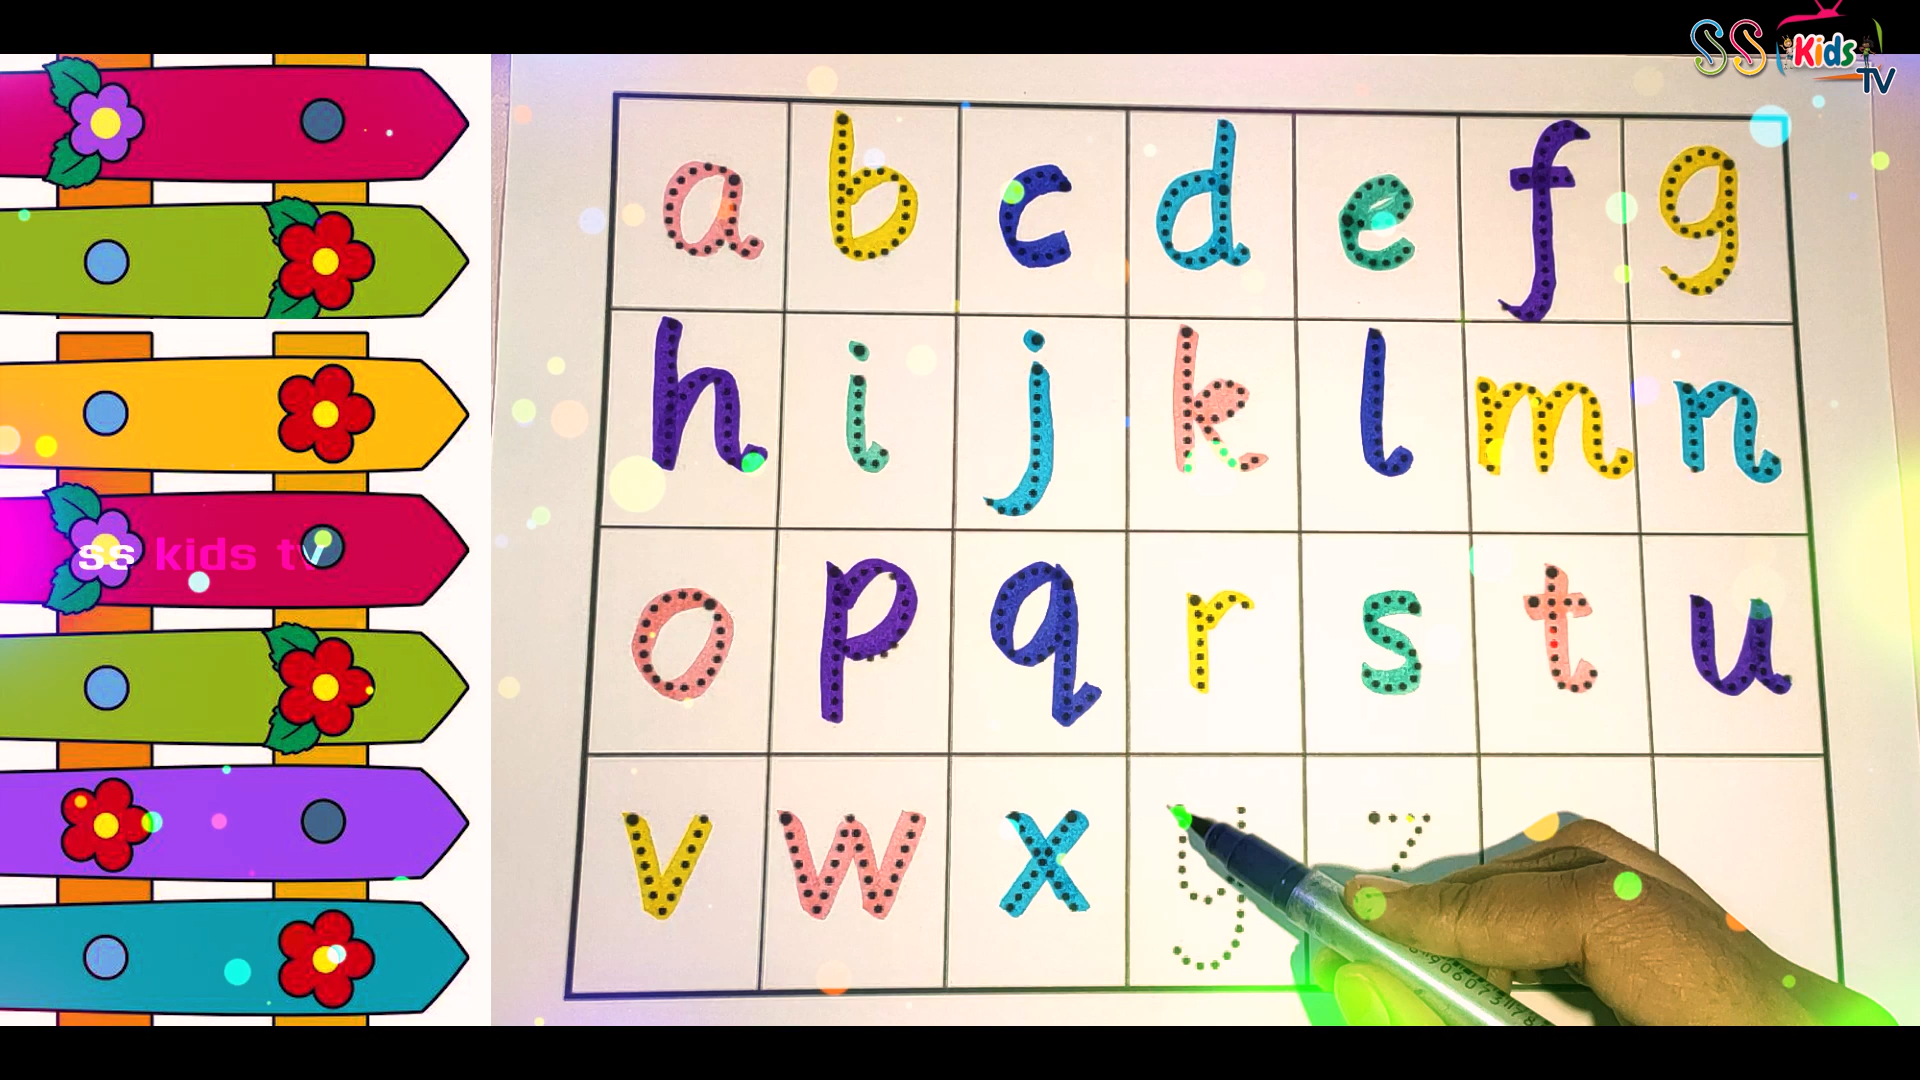 SS Kids TV
a b c d e f g
h i j k l m n
ss kids tv
o p q r s t u
v w x y z